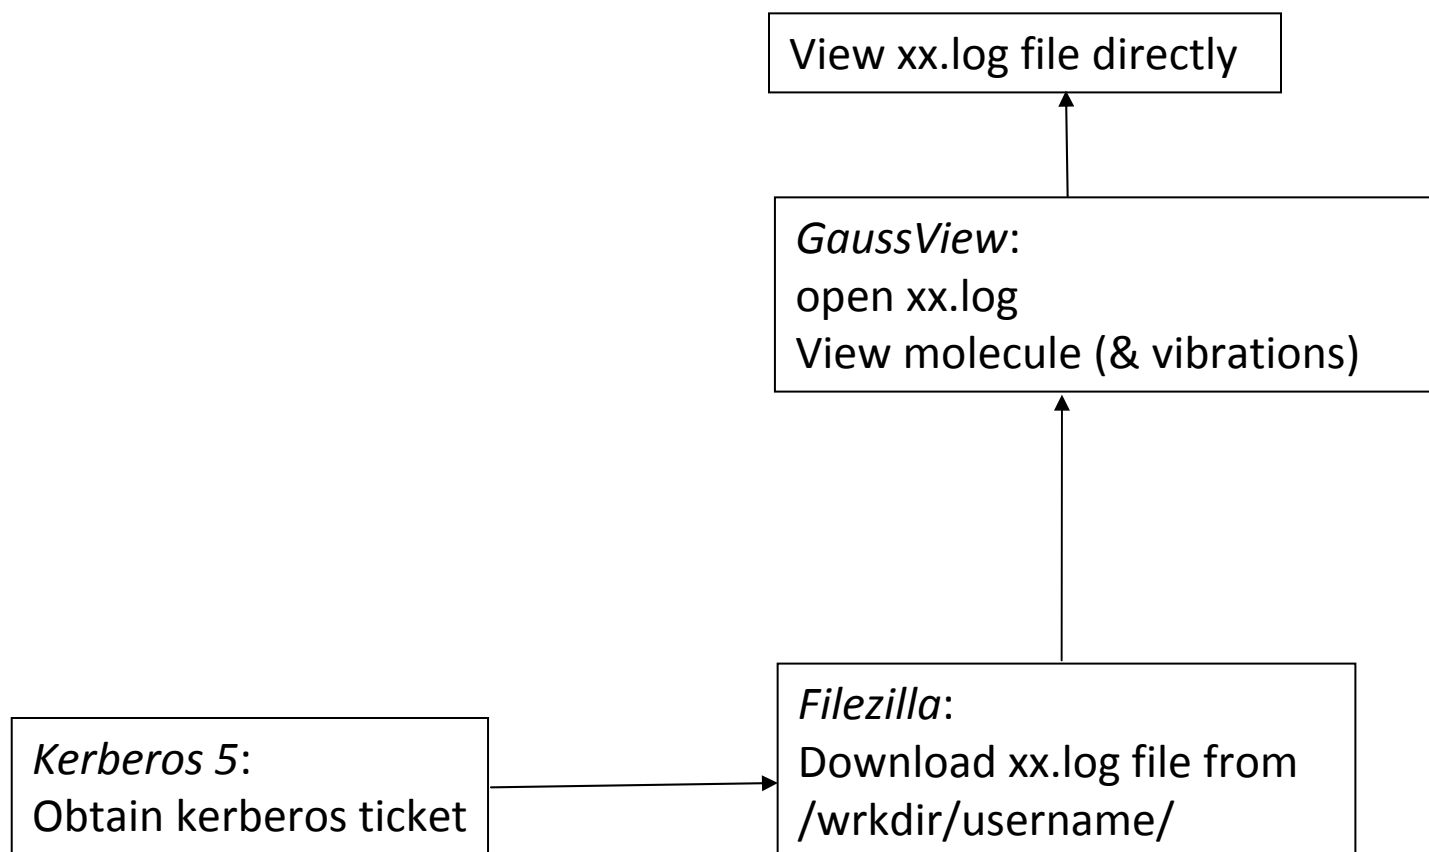 View xx.log file directly
GaussView:
open xx.log
View molecule (& vibrations)
Kerberos 5:
Obtain kerberos ticket
Filezilla:
Download xx.log file from
/wrkdir/username/